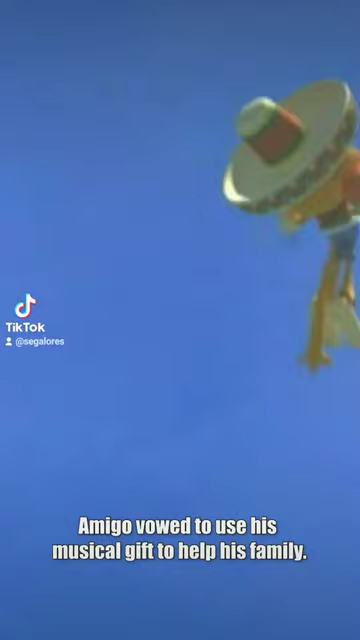 TikTok
@segalores
Amigo vowed to use his
musical gift to help his family.